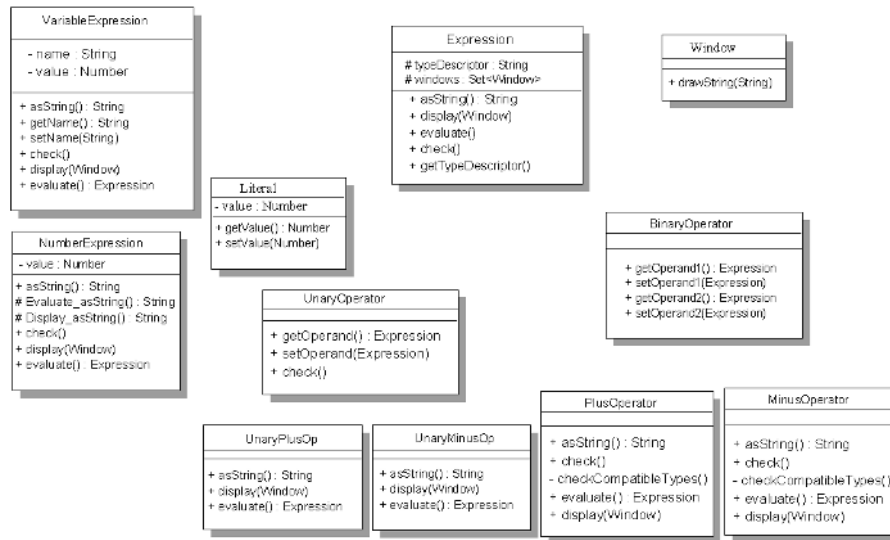 VariableExpression
- name : String
- value : Number
+ asString() : String
+ getName() : String
+ setName(String)
+ check()
+ display(Window)
+ evaluate() : Expression
Expression
# typeDescriptor : String
# windows : Set<Window>
+ asString() : String
+ display(Window)
+ evaluate()
+ check()
+ getTypeDescriptor()
Window
+ drawString(String)
Literal
- value : Number
+ getValue() : Number
+ setValue(Number)
NumberExpression
- value : Number
+ asString() : String
# Evaluate_asString() : String
# Display_asString() : String
+ check()
+ display(Window)
+ evaluate() : Expression
BinaryOperator
+ getOperand1() : Expression
+ setOperand1(Expression)
+ getOperand2() : Expression
+ setOperand2(Expression)
UnaryOperator
+ getOperand() : Expression
+ setOperand(Expression)
+ check()
UnaryPlusOp
+ asString() : String
+ display(Window)
+ evaluate() : Expression
UnaryMinusOp
+ asString() : String
+ display(Window)
+ evaluate() : Expression
PlusOperator
+ asString() : String
+ check()
- checkCompatibleTypes()
+ evaluate() : Expression
+ display(Window)
MinusOperator
+ asString() : String
+ check()
- checkCompatibleTypes()
+ evaluate() : Expression
+ display(Window)